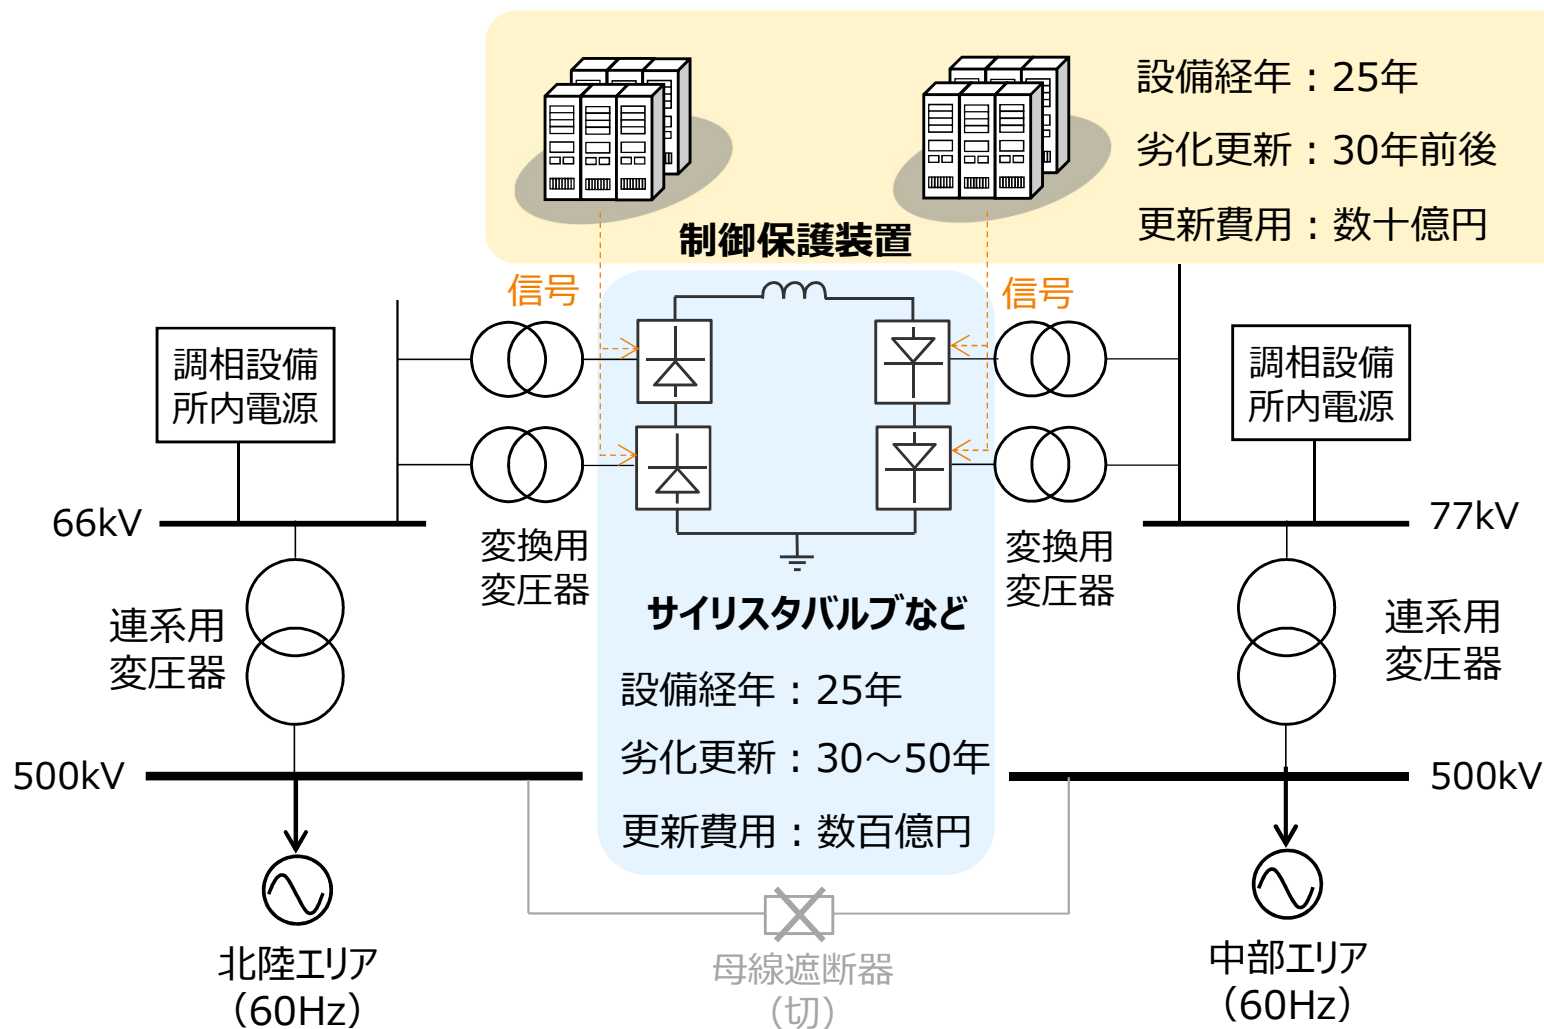 設備経年：25年
劣化更新：30年前後
更新費用：数十億円
制御保護装置
信号
信号
調相設備
所内電源
調相設備
所内電源
66kV
77kV
変換用
変圧器
変換用
変圧器
サイリスタバルブなど
連系用
変圧器
連系用
変圧器
設備経年：25年
劣化更新：30～50年
更新費用：数百億円
500kV
500kV
母線遮断器
（切）
北陸エリア
（60Hz）
中部エリア
（60Hz）